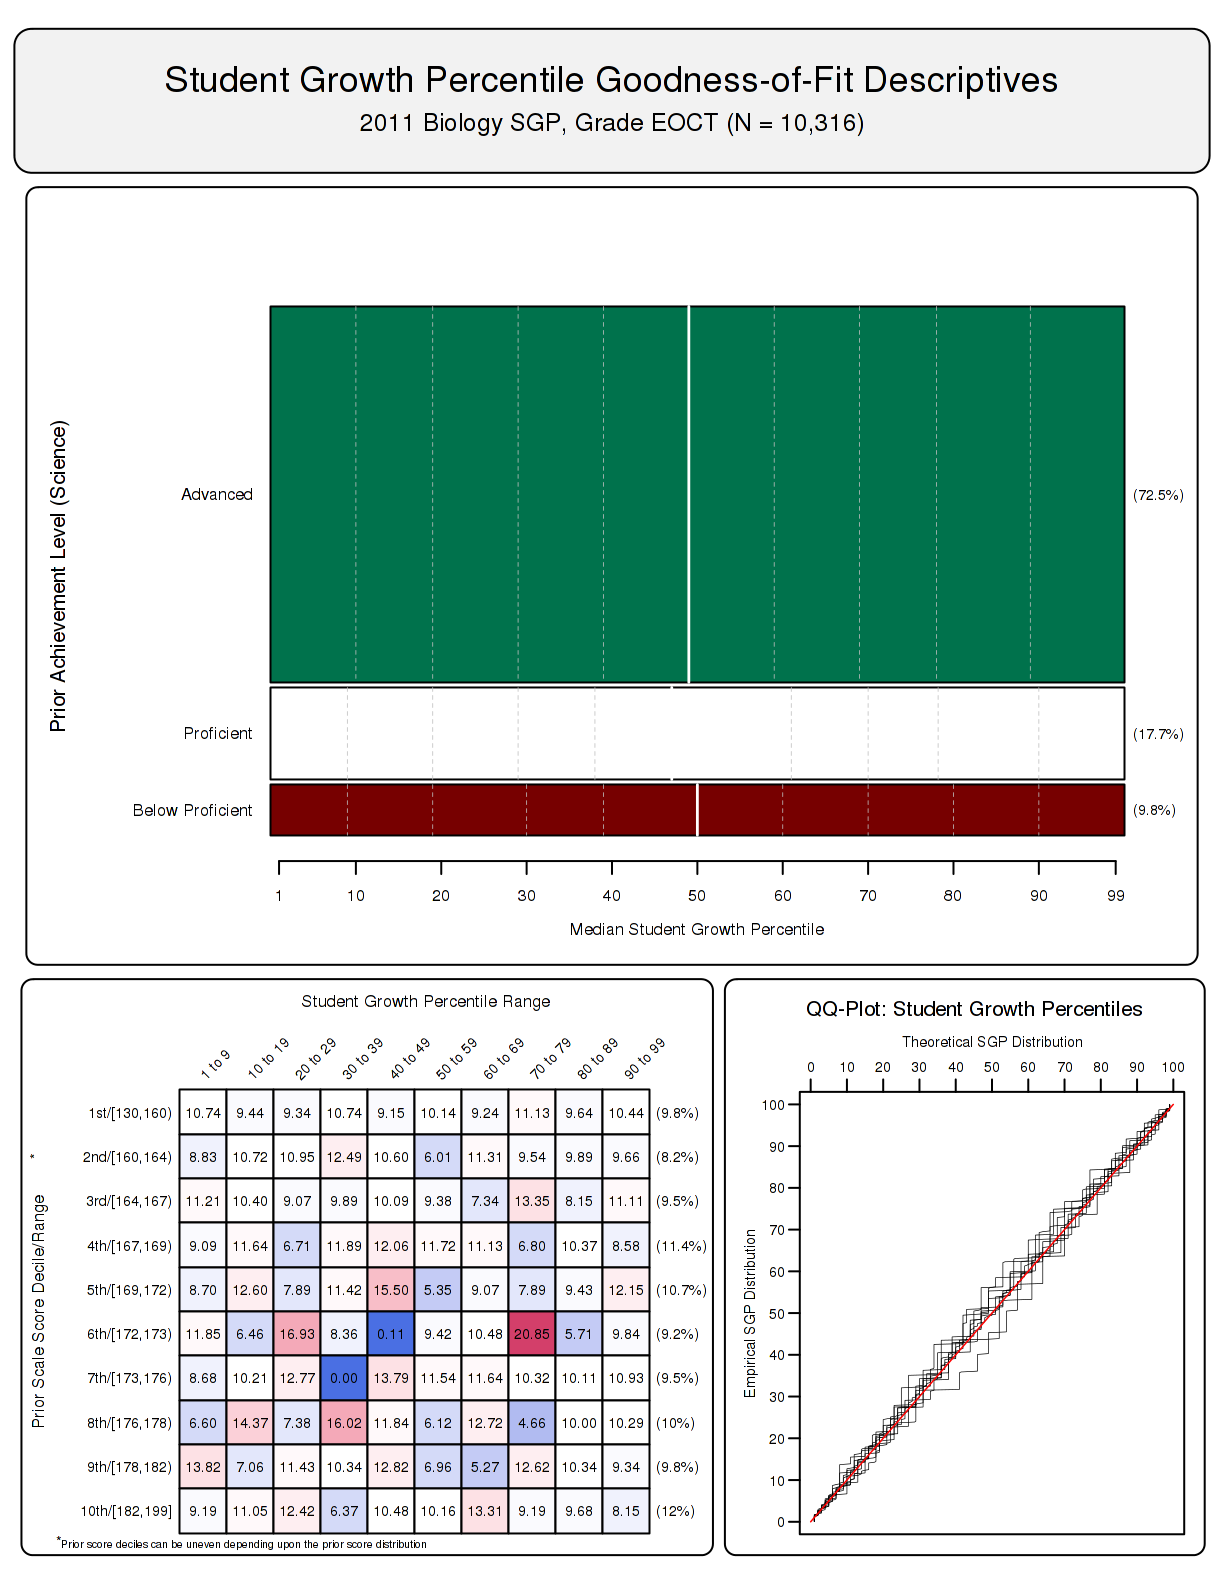 Student Growth Percentile Goodness-of-Fit Descriptives
2011 Biology SGP, Grade EOCT (N = 10,316)
Prior Achievement Level (Science)
Advanced
(72.5%)
Proficient
(17.7%)
Below Proficient
(9.8%)
1 10 20 30 40 50 60 70 80 90 99
Median Student Growth Percentile
Student Growth Percentile Range
1 to 9 10 to 19 20 to 29 30 to 39 40 to 49 50 to 59 60 to 69 70 to 79 80 to 89 90 to 99
Prior Scale Score Decile/Range *
1st/[130,160) 10.74 9.44 9.34 10.74 9.15 10.14 9.24 11.13 9.64 10.44 (9.8%)
2nd/[160,164) 8.83 10.72 10.95 12.49 10.60 6.01 11.31 9.54 9.89 9.66 (8.2%)
3rd/[164,167) 11.21 10.40 9.07 9.89 10.09 9.38 7.34 13.35 8.15 11.11 (9.5%)
4th/[167,169) 9.09 11.64 6.71 11.89 12.06 11.72 11.13 6.80 10.37 8.58 (11.4%)
5th/[169,172) 8.70 12.60 7.89 11.42 15.50 5.35 9.07 7.89 9.43 12.15 (10.7%)
6th/[172,173) 11.85 6.46 16.93 8.36 0.11 9.42 10.48 20.85 5.71 9.84 (9.2%)
7th/[173,176) 8.68 10.21 12.77 0.00 13.79 11.54 11.64 10.32 10.11 10.93 (9.5%)
8th/[176,178) 6.60 14.37 7.38 16.02 11.84 6.12 12.72 4.66 10.00 10.29 (10%)
9th/[178,182) 13.82 7.06 11.43 10.34 12.82 6.96 5.27 12.62 10.34 9.34 (9.8%)
10th/[182,199] 9.19 11.05 12.42 6.37 10.48 10.16 13.31 9.19 9.68 8.15 (12%)
*Prior score deciles can be uneven depending upon the prior score distribution
QQ-Plot: Student Growth Percentiles
Theoretical SGP Distribution
0 10 20 30 40 50 60 70 80 90 100
Empirical SGP Distribution
100
90
80
70
60
50
40
30
20
10
0